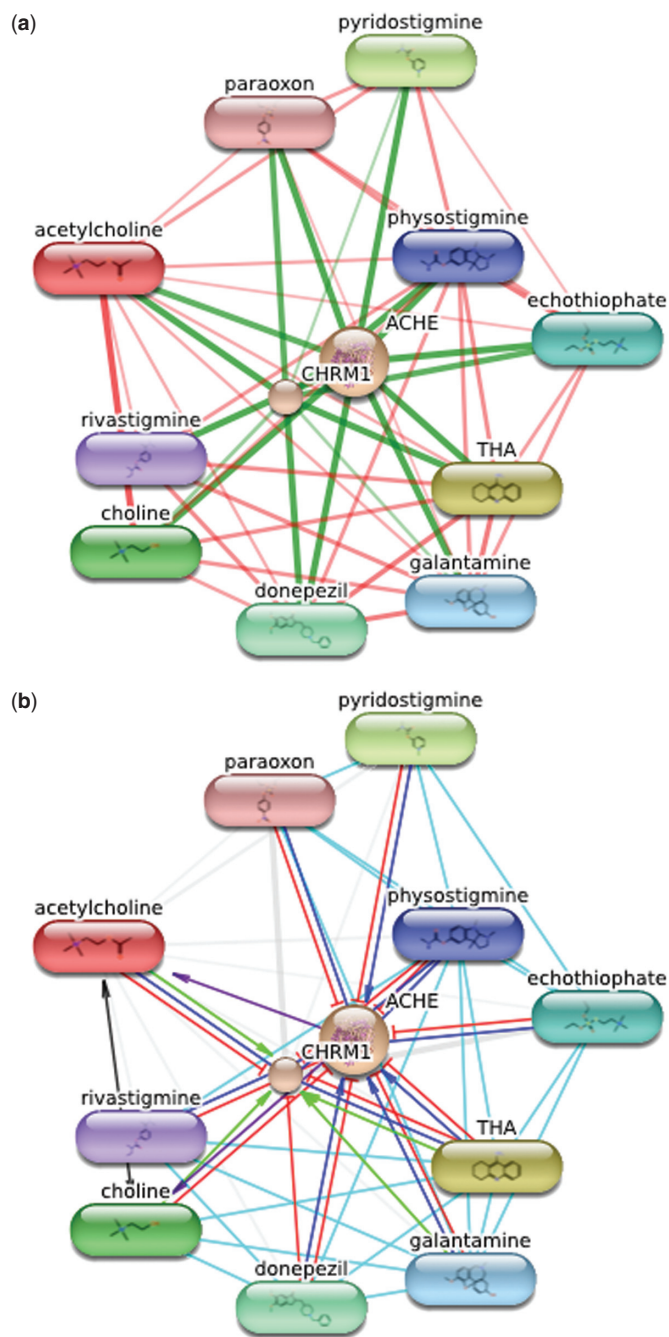 (a)
pyridostigmine
paraoxon
acetylcholine
physostigmine
echothiophate
ACHE
CHRM1
rivastigmine
THA
choline
galantamine
donepezil
(b)
pyridostigmine
paraoxon
acetylcholine
physostigmine
echothiophate
ACHE
CHRM1
rivastigmine
THA
choline
galantamine
donepezil